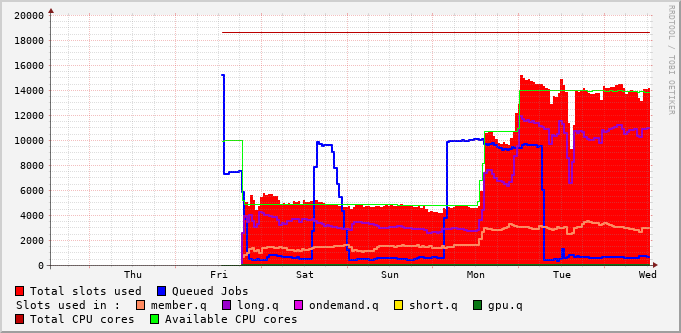 RRDTOOL / TOBI OETIKER
20000
18000
16000
14000
12000
10000
8000
6000
4000
2000
0
Thu Fri Sat Sun Mon Tue Wed
Total slots used Queued Jobs
Slots used in : member.q long.q ondemand.q short.q gpu.q
Total CPU cores Available CPU cores